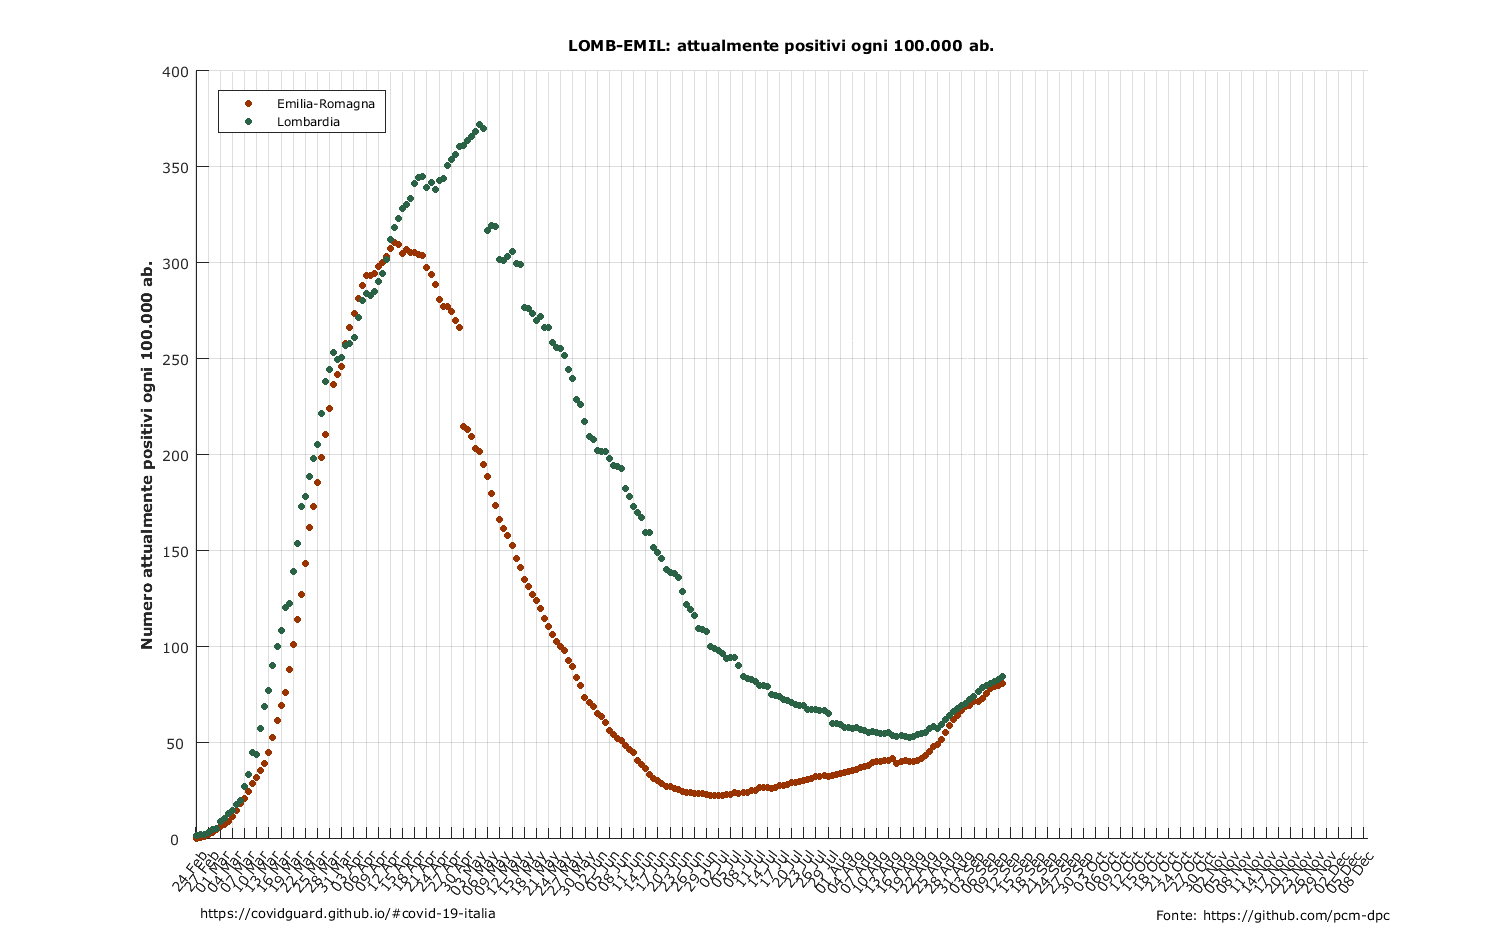 LOMB-EMIL: attualmente positivi ogni 100.000 ab.
Emilia-Romagna
Lombardia
Numero attualmente positivi ogni 100.000 ab.
400
350
300
250
200
150
100
50
0
24 Feb
27 Feb
01 Mar
04 Mar
07 Mar
10 Mar
13 Mar
16 Mar
19 Mar
22 Mar
25 Mar
28 Mar
31 Mar
03 Apr
06 Apr
09 Apr
12 Apr
15 Apr
18 Apr
21 Apr
24 Apr
27 Apr
30 Apr
03 May
06 May
09 May
12 May
15 May
18 May
21 May
24 May
27 May
30 May
02 Jun
05 Jun
08 Jun
11 Jun
14 Jun
17 Jun
20 Jun
23 Jun
26 Jun
29 Jun
02 Jul
05 Jul
08 Jul
11 Jul
14 Jul
17 Jul
20 Jul
23 Jul
26 Jul
29 Jul
01 Aug
04 Aug
07 Aug
10 Aug
13 Aug
16 Aug
19 Aug
22 Aug
25 Aug
28 Aug
31 Aug
03 Sep
06 Sep
09 Sep
12 Sep
15 Sep
18 Sep
21 Sep
24 Sep
27 Sep
30 Sep
03 Oct
06 Oct
09 Oct
12 Oct
15 Oct
18 Oct
21 Oct
24 Oct
27 Oct
30 Oct
02 Nov
05 Nov
08 Nov
11 Nov
14 Nov
17 Nov
20 Nov
23 Nov
26 Nov
29 Nov
02 Dec
05 Dec
08 Dec
https://covidguard.github.io/#covid-19-italia
Fonte: https://github.com/pcm-dpc